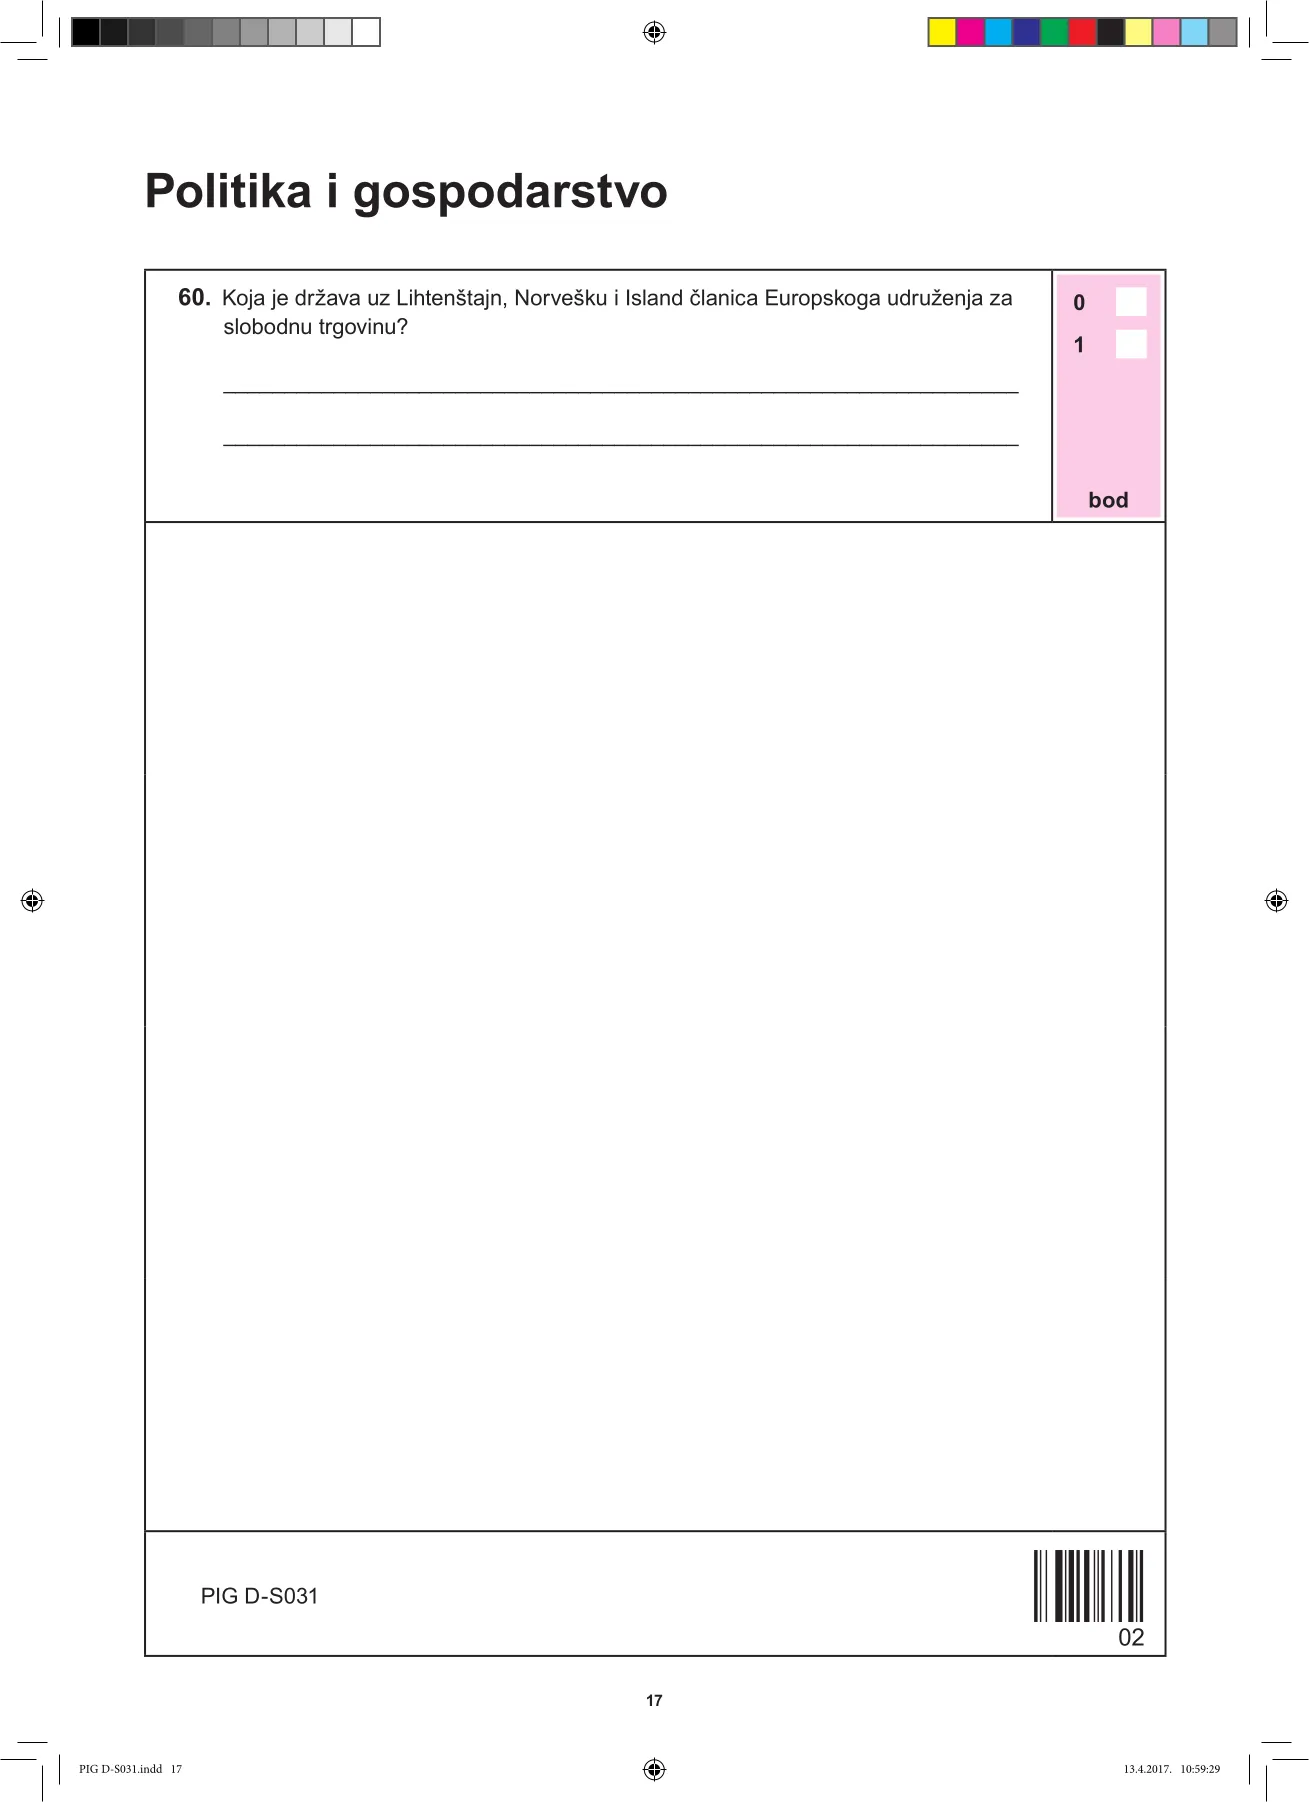 Politika i gospodarstvo
60. Koja je država uz Lihtenštajn, Norvešku i Island članica Europskoga udruženja za
slobodnu trgovinu?
0
1
bod
PIG D-S031
02
17
PIG D-S031.indd 17
13.4.2017. 10:59:29